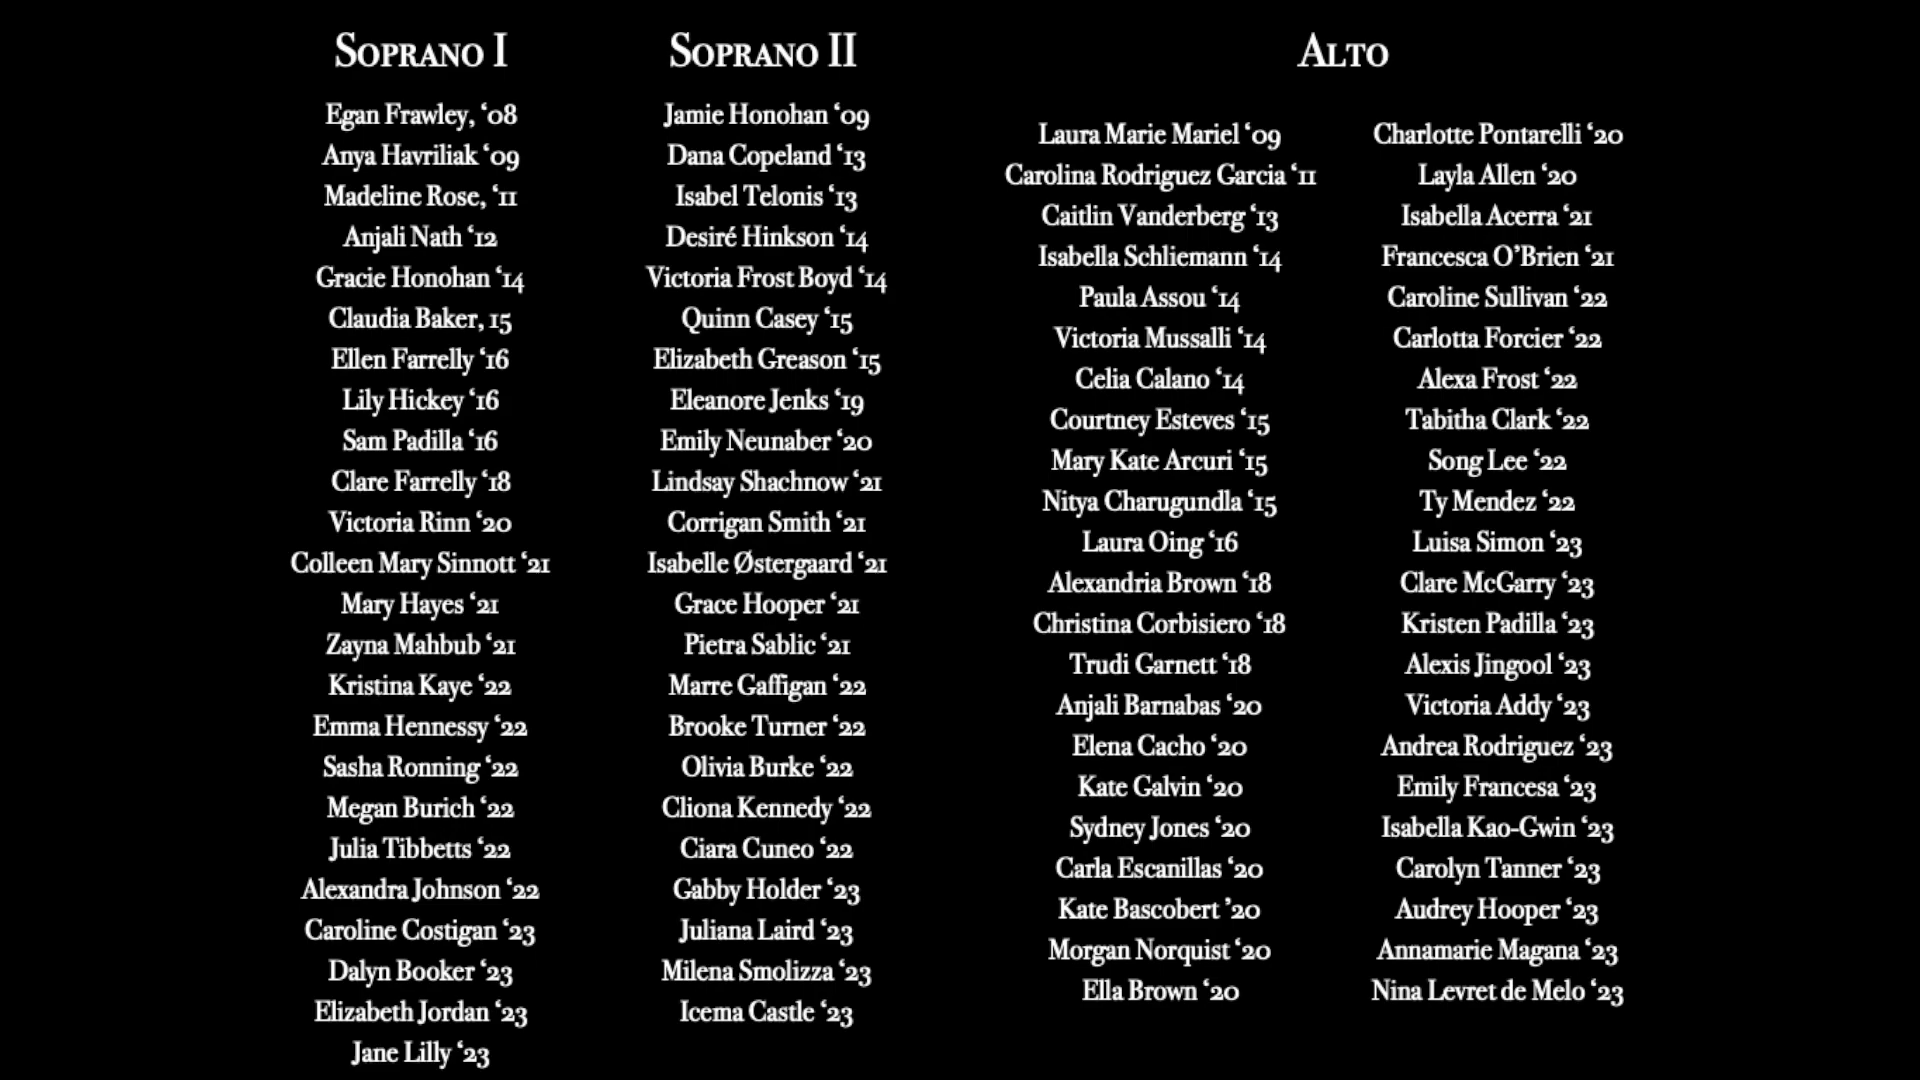 SOPRANO I
Egan Frawley, ‘08
Anya Havriliak ‘09
Madeline Rose, ‘11
Anjali Nath ‘12
Gracie Honohan ‘14
Claudia Baker, 15
Ellen Farrelly ‘16
Lily Hickey ‘16
Sam Padilla ‘16
Clare Farrelly ‘18
Victoria Rinn ‘20
Colleen Mary Sinnott ‘21
Mary Hayes ‘21
Zayna Mahbub ‘21
Kristina Kaye ‘22
Emma Hennessy ‘22
Sasha Ronning ‘22
Megan Burich ‘22
Julia Tibbetts ‘22
Alexandra Johnson ‘22
Caroline Costigan ‘23
Dalyn Booker ‘23
Elizabeth Jordan ‘23
Jane Lilly ‘23
SOPRANO II
Jamie Honohan ‘09
Dana Copeland ‘13
Isabel Telonis ‘13
Desiré Hinkson ‘14
Victoria Frost Boyd ‘14
Quinn Casey ‘15
Elizabeth Greason ‘15
Eleanore Jenks ‘19
Emily Neunaber ‘20
Lindsay Shachnow ‘21
Corrigan Smith ‘21
Isabelle Østergaard ‘21
Grace Hooper ‘21
Pietra Sablic ‘21
Marre Gaffigan ‘22
Brooke Turner ‘22
Olivia Burke ‘22
Cliona Kennedy ‘22
Ciara Cuneo ‘22
Gabby Holder ‘23
Juliana Laird ‘23
Milena Smolizza ‘23
Icema Castle ‘23
ALTO
Laura Marie Mariel ‘09
Carolina Rodriguez Garcia ‘11
Caitlin Vanderberg ‘13
Isabella Schliemann ‘14
Paula Assou ‘14
Victoria Mussalli ‘14
Celia Calano ‘14
Courtney Esteves ‘15
Mary Kate Arcuri ‘15
Nitya Charugundla ‘15
Laura Oing ‘16
Alexandria Brown ‘18
Christina Corbisiero ‘18
Trudi Garnett ‘18
Anjali Barnabas ‘20
Elena Cacho ‘20
Kate Galvin ‘20
Sydney Jones ‘20
Carla Escanillas ‘20
Kate Bascobert ’20
Morgan Norquist ‘20
Ella Brown ‘20
Charlotte Pontarelli ‘20
Layla Allen ‘20
Isabella Acerra ‘21
Francesca O’Brien ‘21
Caroline Sullivan ‘22
Carlotta Forcier ‘22
Alexa Frost ‘22
Tabitha Clark ‘22
Song Lee ‘22
Ty Mendez ‘22
Luisa Simon ‘23
Clare McGarry ‘23
Kristen Padilla ‘23
Alexis Jingool ‘23
Victoria Addy ‘23
Andrea Rodriguez ‘23
Emily Francesa ‘23
Isabella Kao-Gwin ‘23
Carolyn Tanner ‘23
Audrey Hooper ‘23
Annamarie Magana ‘23
Nina Levret de Melo ‘23